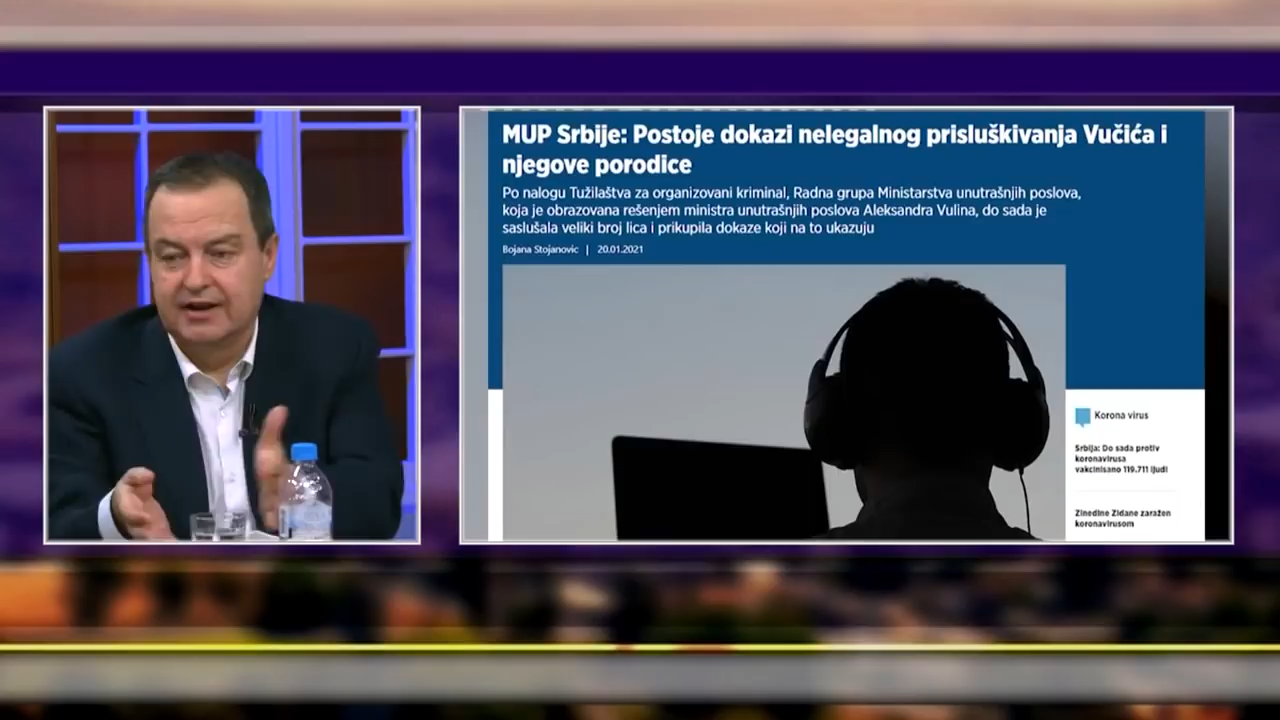 MUP Srbije: Postoje dokazi nelegalnog prisluškivanja Vučića i
njegove porodice
Po nalogu Tužilaštva za organizovani kriminal, Radna grupa Ministarstva unutrašnjih poslova,
koja je obrazovana rešenjem ministra unutrašnjih poslova Aleksandra Vulina, do sada je
saslušala veliki broj lica i prikupila dokaze koji na to ukazuju
Bojana Stojanovic | 20.01.2021
Korona virus
Srbija: Do sada protiv
koronavirusa
vakcinisano 119.711 ljudi
Zinedine Zidane zaražen
koronavirusom